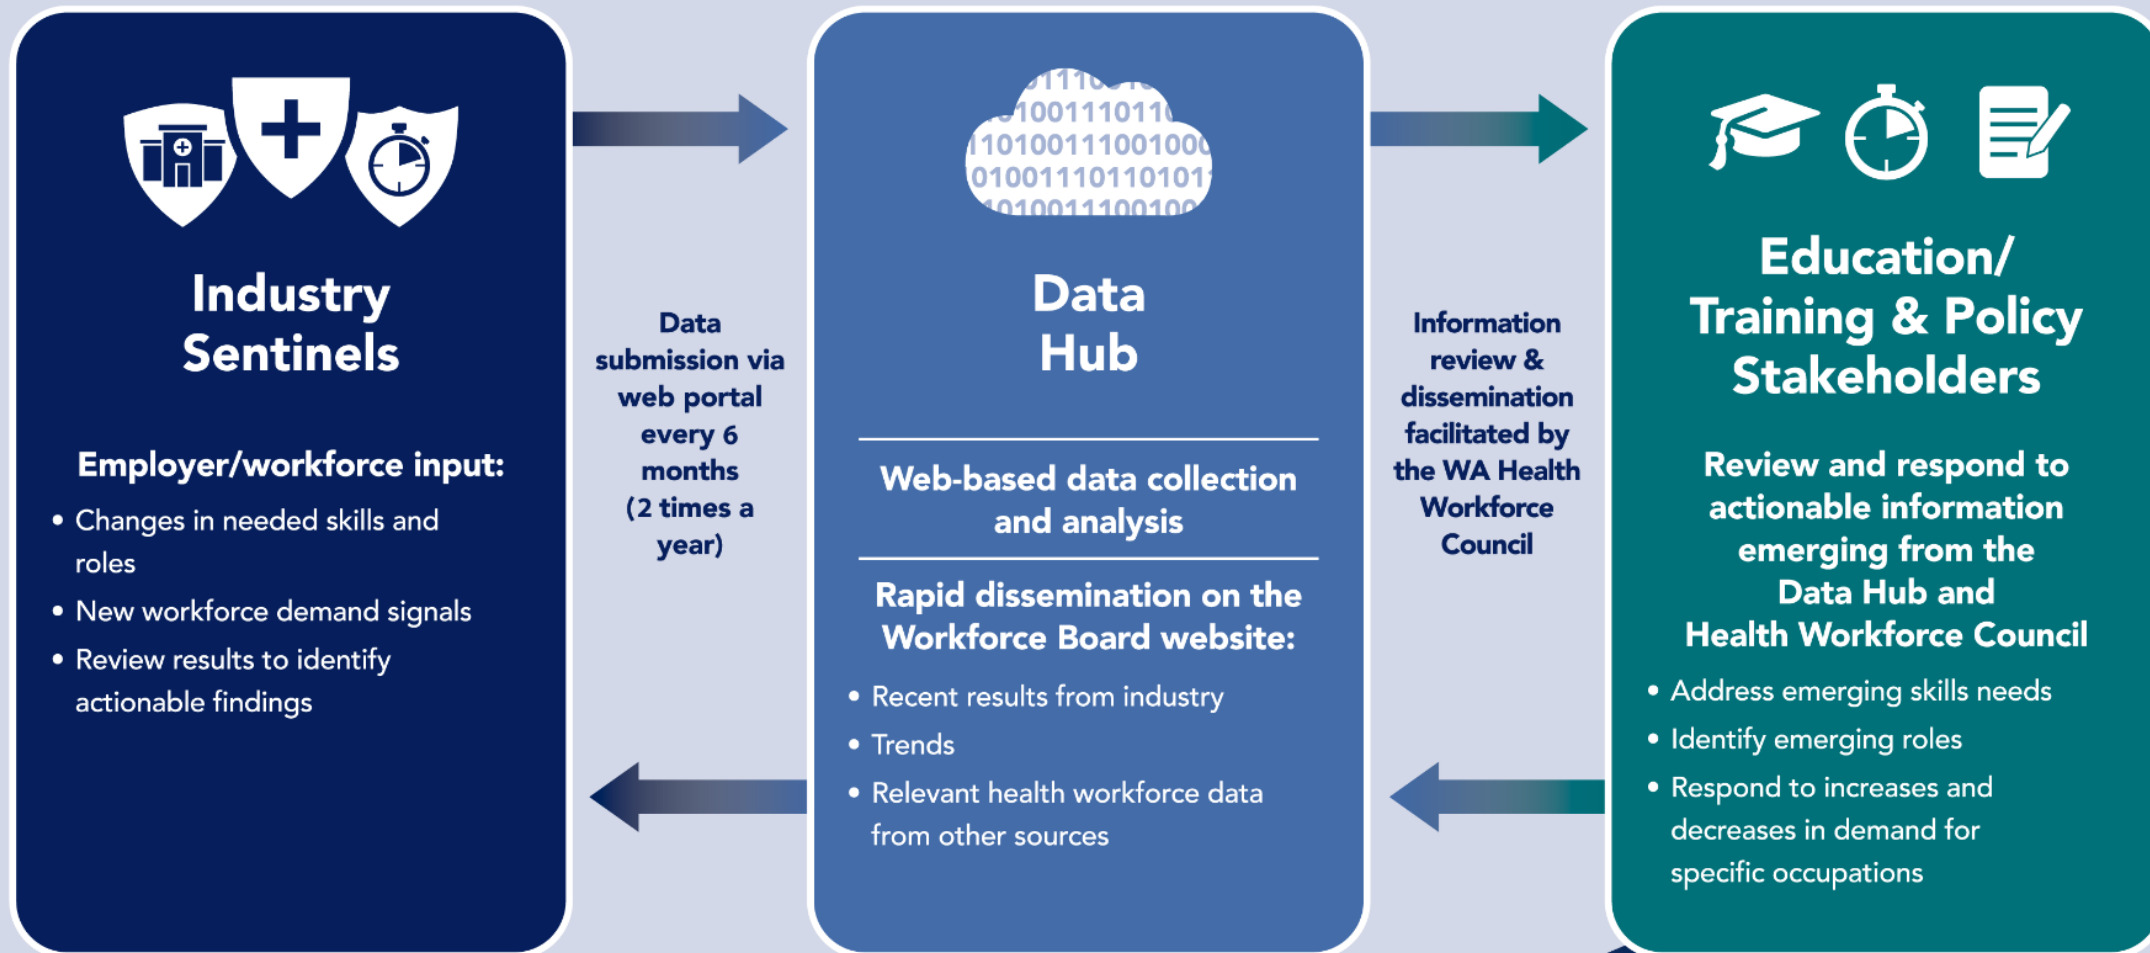 Industry
Sentinels
Employer/workforce input:
• Changes in needed skills and
roles
• New workforce demand signals
• Review results to identify
actionable findings
Data
submission via
web portal
every 6
months
(2 times a
year)
1010011101101
110100111001000
010011101101011
Data
Hub
Web-based data collection
and analysis
Rapid dissemination on the
Workforce Board website:
• Recent results from industry
• Trends
• Relevant health workforce data
from other sources
Information
review &
dissemination
facilitated by
the WA Health
Workforce
Council
Education/
Training & Policy
Stakeholders
Review and respond to
actionable information
emerging from the
Data Hub and
Health Workforce Council
• Address emerging skills needs
• Identify emerging roles
• Respond to increases and
decreases in demand for
specific occupations